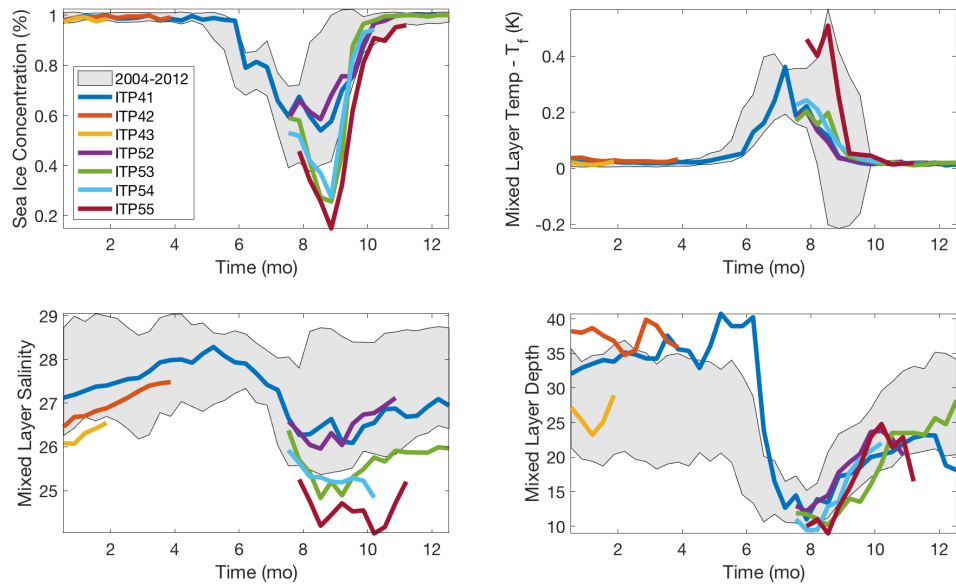 Sea Ice Concentration (%)
1
0.8
0.6
0.4
0.2
2004-2012
ITP41
ITP42
ITP43
ITP52
ITP53
ITP54
ITP55
2 4 6 8 10 12
Time (mo)
Mixed Layer Temp - T_f (K)
0.4
0.2
0
-0.2
2 4 6 8 10 12
Time (mo)
Mixed Layer Salinity
29
28
27
26
25
2 4 6 8 10 12
Time (mo)
Mixed Layer Depth
40
35
30
25
20
15
10
2 4 6 8 10 12
Time (mo)